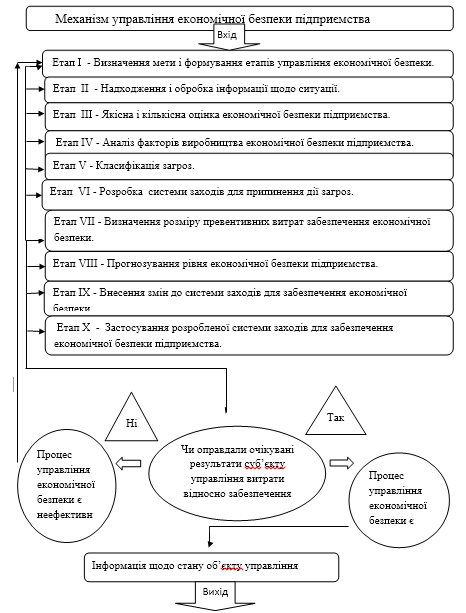 Механізм управління економічної безпеки підприємства
Вхід
Етап I - Визначення мети і формування етапів управління економічної безпеки.
Етап II - Надходження і обробка інформації щодо ситуації.
Етап III - Якісна і кількісна оцінка економічної безпеки підприємства.
Етап IV - Аналіз факторів виробництва економічної безпеки підприємства.
Етап V - Класифікація загроз.
Етап VI - Розробка системи заходів для припинення дії загроз.
Етап VII - Визначення розміру превентивних витрат забезпечення економічної
безпеки.
Етап VIII - Прогнозування рівня економічної безпеки підприємства.
Етап IX - Внесення змін до системи заходів для забезпечення економічної
безпеки
Етап X - Застосування розробленої системи заходів для забезпечення
економічної безпеки підприємства.
Ні
Так
Чи оправдали очікувані
результати суб’єкту
управління витрати
відносно забезпечення
Процес
управління
економічної
безпеки є
неефективн
Процес
управління
економічної
безпеки є
Інформація щодо стану об’єкту управління
Вихід